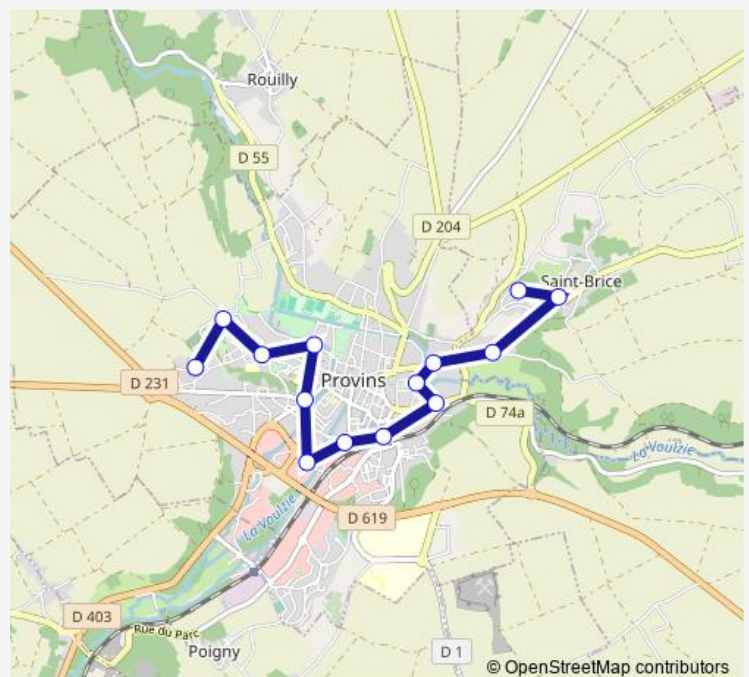 Rouilly
D 55
D 204
Saint-Brice
D 231
Provins
D 74a
La Voulzie
La Voulzie
D 619
D 403
Rue du Parc
Poigny
D 1
© OpenStreetMap contributors